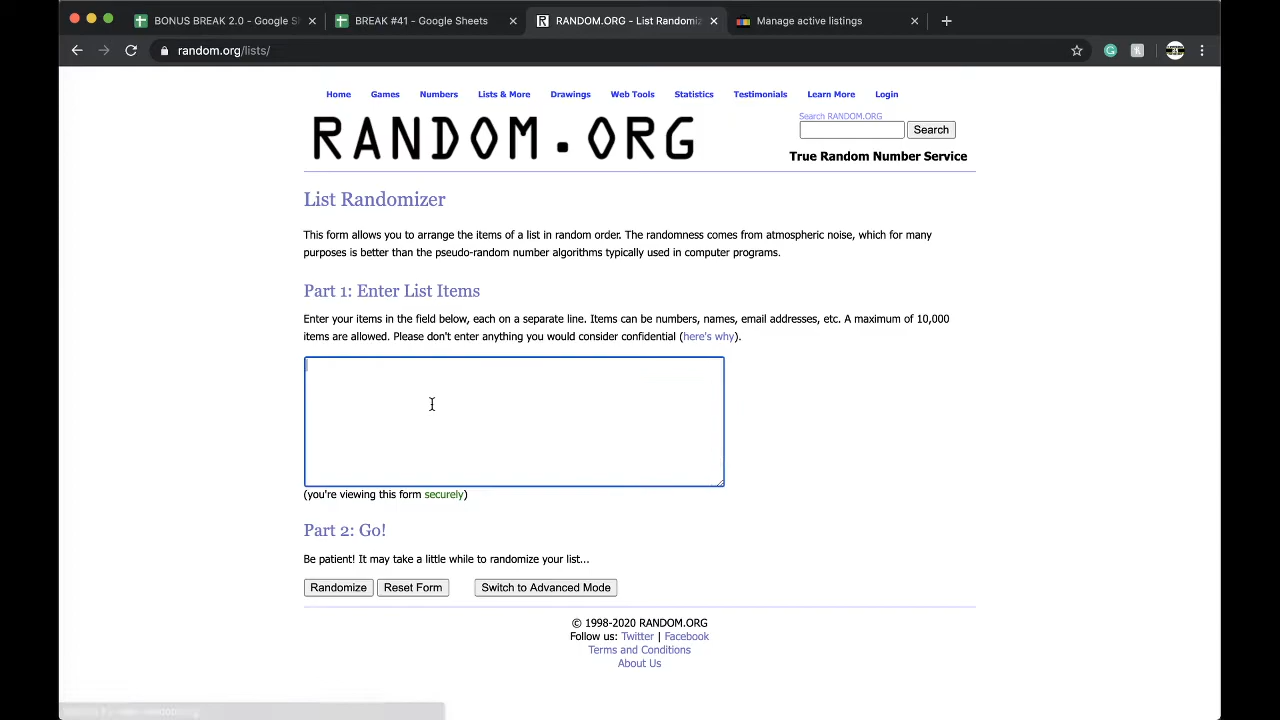 BONUS BREAK 2.0 - Google S
BREAK #41 - Google Sheets
RANDOM.ORG - List Randomiz
Manage active listings
random.org/lists/
Home Games Numbers Lists & More Drawings Web Tools Statistics Testimonials Learn More Login
RANDOM.ORG
Search RANDOM.ORG
Search
True Random Number Service
List Randomizer
This form allows you to arrange the items of a list in random order. The randomness comes from atmospheric noise, which for many
purposes is better than the pseudo-random number algorithms typically used in computer programs.
Part 1: Enter List Items
Enter your items in the field below, each on a separate line. Items can be numbers, names, email addresses, etc. A maximum of 10,000
items are allowed. Please don't enter anything you would consider confidential (here's why).
(you're viewing this form securely)
Part 2: Go!
Be patient! It may take a little while to randomize your list...
Randomize Reset Form Switch to Advanced Mode
© 1998-2020 RANDOM.ORG
Follow us: Twitter | Facebook
Terms and Conditions
About Us